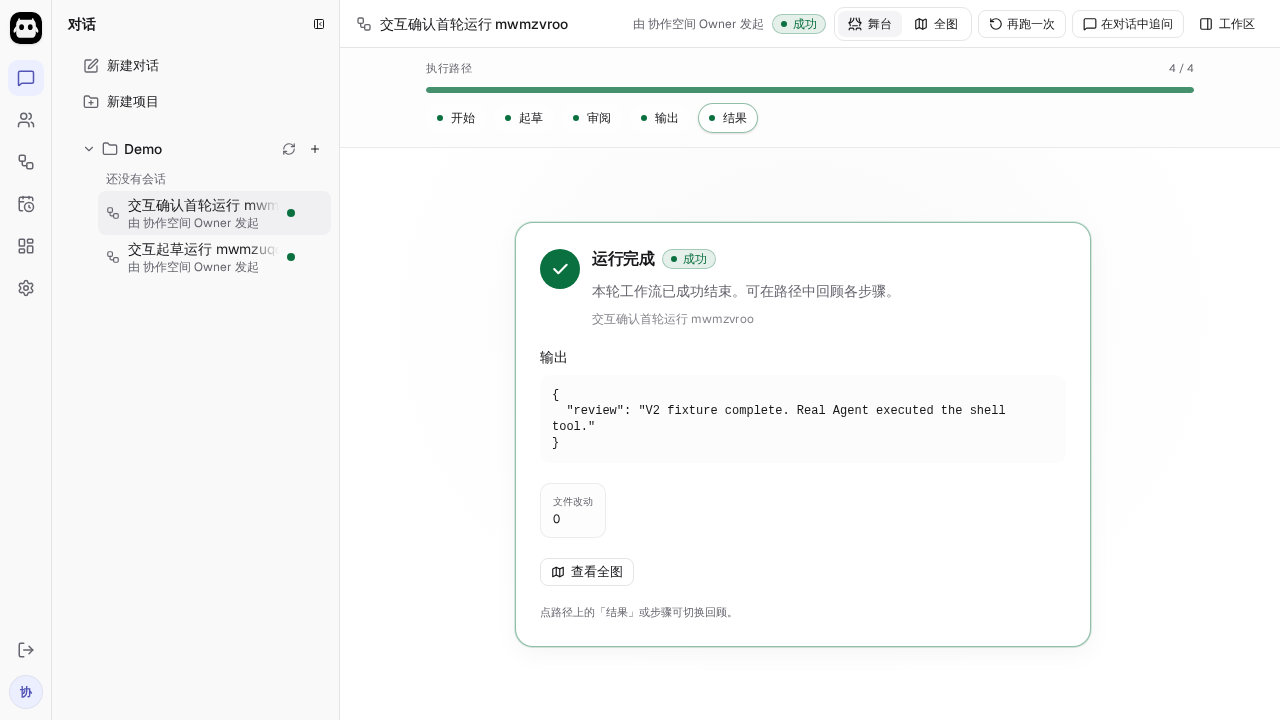 对话
新建对话
新建项目
Demo
还没有会话
交互确认首轮运行 mwm
由 协作空间 Owner 发起
交互起草运行 mwmzuq
由 协作空间 Owner 发起
协
交互确认首轮运行 mwmzvroo
由 协作空间 Owner 发起
成功
舞台
全图
再跑一次
在对话中追问
工作区
执行路径
4 / 4
开始
起草
审阅
输出
结果
运行完成
成功
本轮工作流已成功结束。可在路径中回顾各步骤。
交互确认首轮运行 mwmzvroo
输出
{
"review": "V2 fixture complete. Real Agent executed the shell
tool."
}
文件改动
0
查看全图
点路径上的「结果」或步骤可切换回顾。